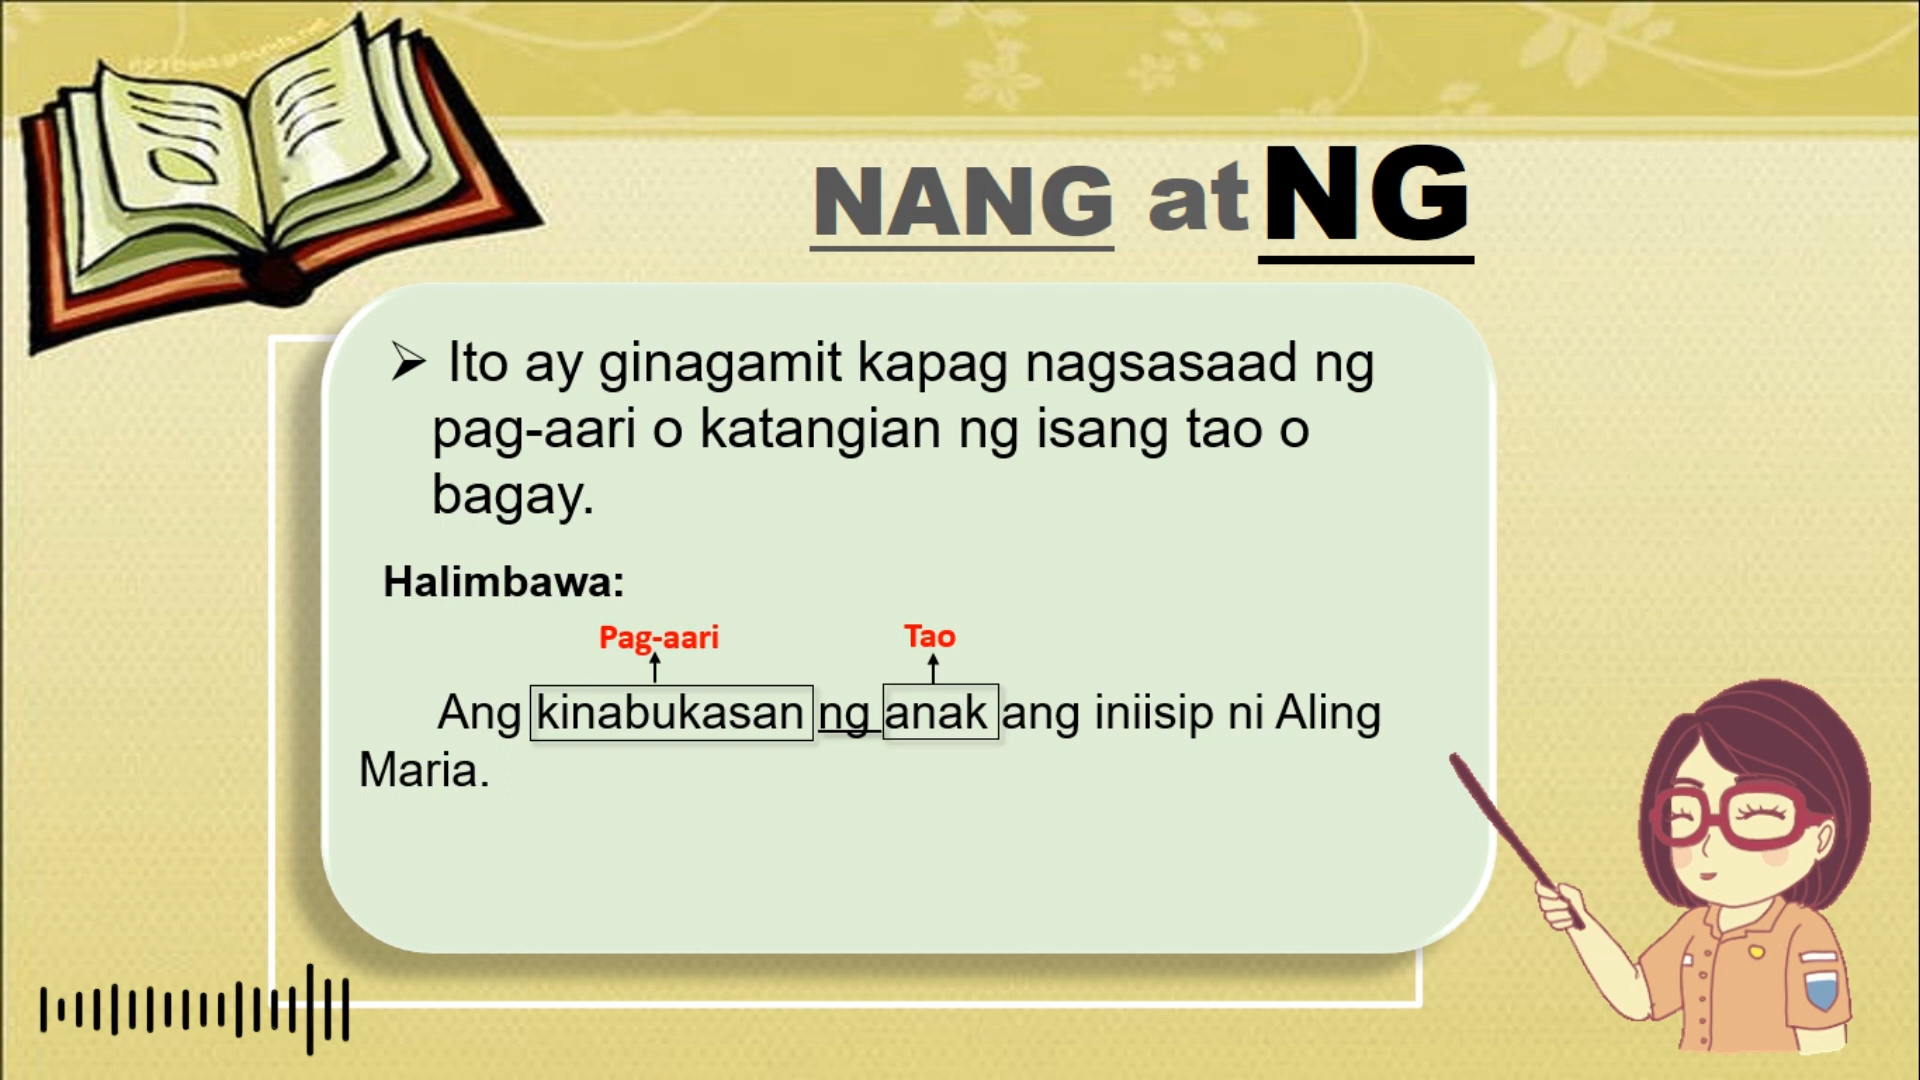 NANG at NG
➢ Ito ay ginagamit kapag nagsasaad ng
pag-aari o katangian ng isang tao o
bagay.
Halimbawa:
Pag-aari Tao
Ang kinabukasan ng anak ang iniisip ni Aling
Maria.